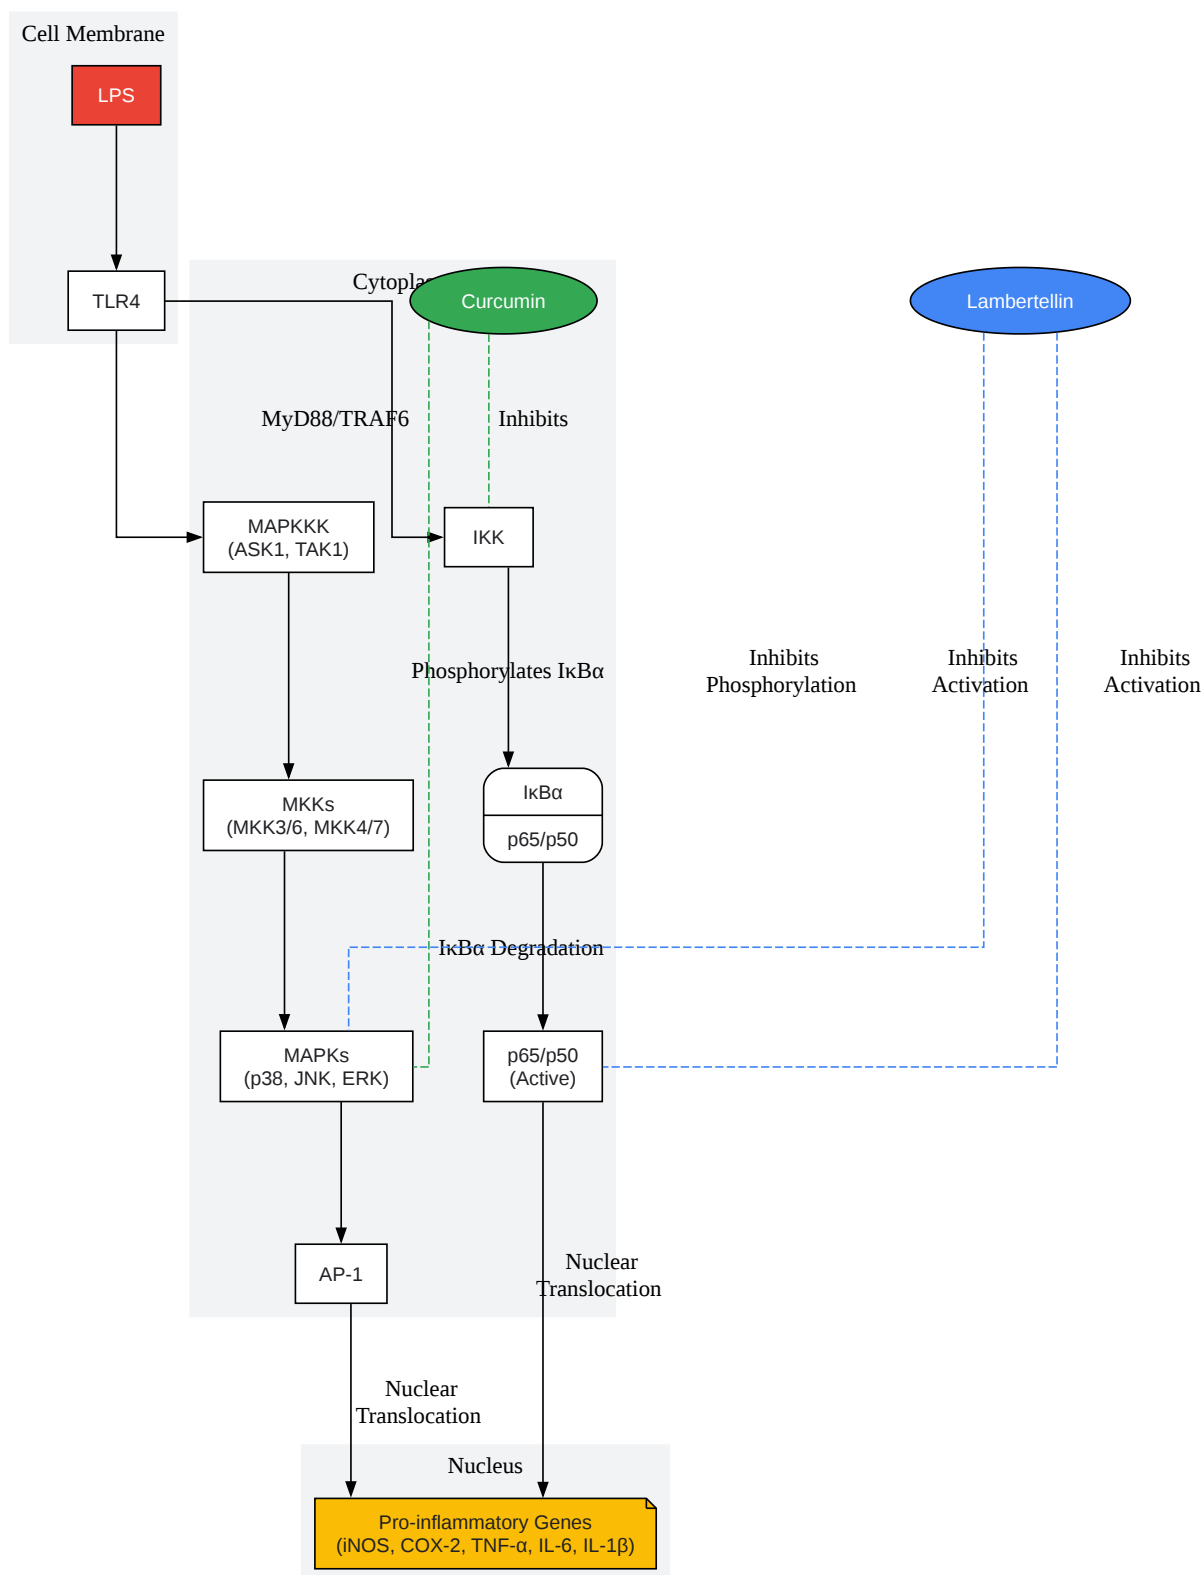 Cell Membrane
LPS
TLR4
Cytoplas
Curcumin
Lambertellin
MyD88/TRAF6
Inhibits
MAPKKK
(ASK1, TAK1)
IKK
Phosphorylates IκBα
Inhibits
Phosphorylation
Inhibits
Activation
Inhibits
Activation
MKKs
(MKK3/6, MKK4/7)
IκBα
p65/p50
IκBα Degradation
MAPKs
(p38, JNK, ERK)
p65/p50
(Active)
AP-1
Nuclear
Translocation
Nuclear
Translocation
Nucleus
Pro-inflammatory Genes
(iNOS, COX-2, TNF-α, IL-6, IL-1β)